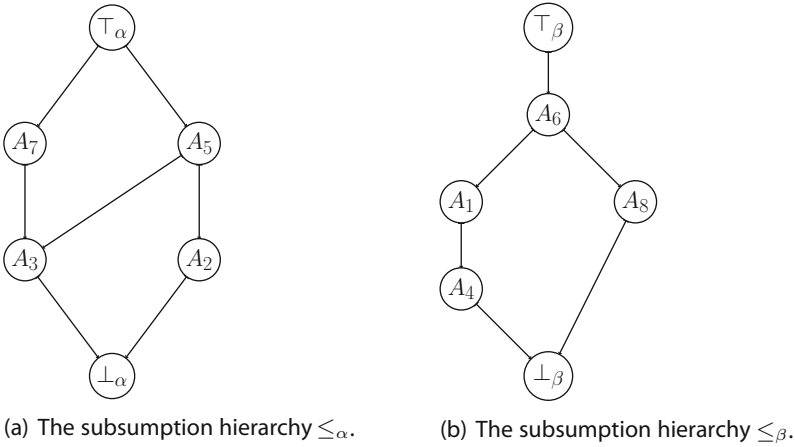 ⊤α ⊤β
A6
A7 A5
A1 A8
A3 A2
A4
⊥α ⊥β
(a) The subsumption hierarchy ≤α. (b) The subsumption hierarchy ≤β.